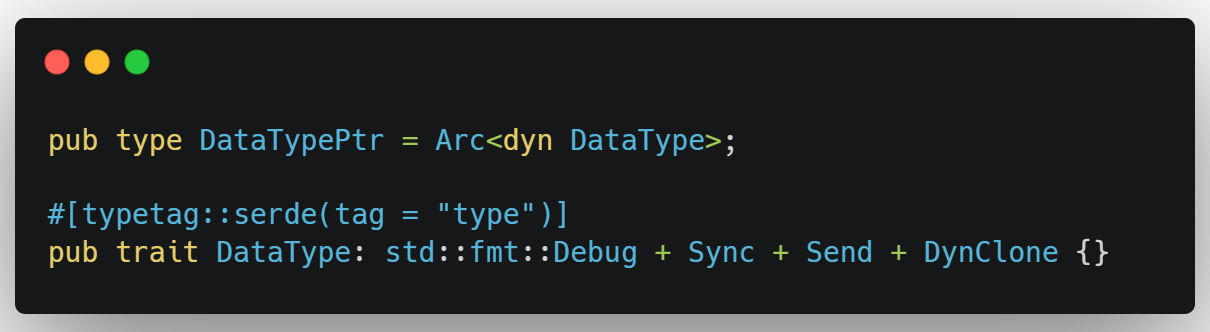 pub type DataTypePtr = Arc<dyn DataType>;
#[typetag::serde(tag = "type")]
pub trait DataType: std::fmt::Debug + Sync + Send + DynClone {}